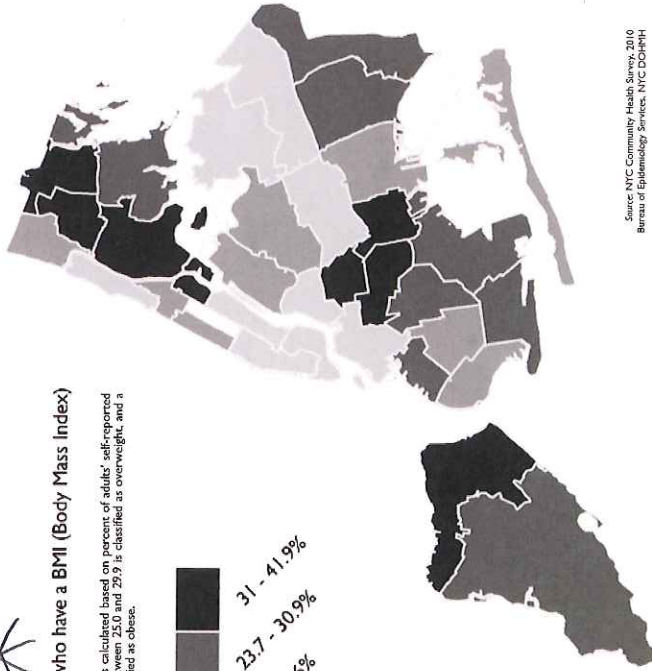 who have a BMI (Body Mass Index)
calculated based on percent of adults' self-reported
ween 25.0 and 29.9 is classified as overweight, and a
ied as obese.
31 - 41.9%
23.7 - 30.9%
Source: NYC Community Health Survey, 2010
Bureau of Epidemiology Services, NYC DOHMH